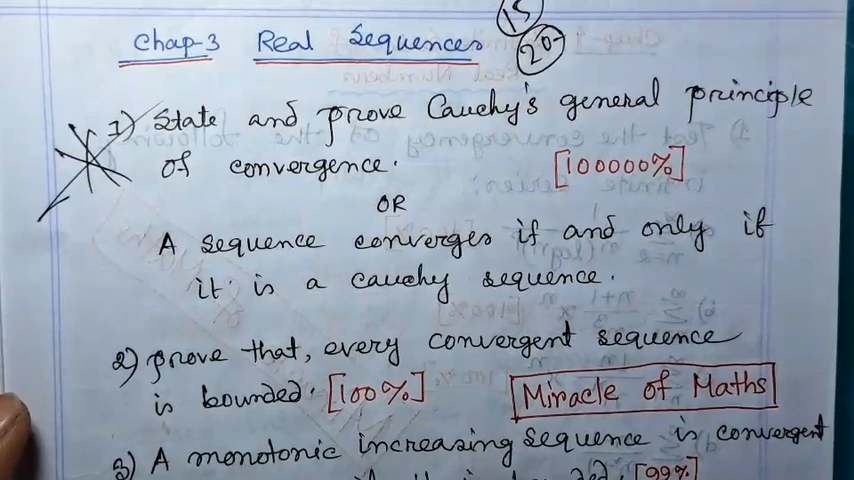 15
20
Chap-3 Real Sequences
1) State and prove Cauchy's general principle
of convergence. [100000%]
OR
A sequence converges if and only if
it is a cauchy sequence.
2) prove that, every convergent sequence
is bounded. [100%] Miracle of Maths
3) A monotonic increasing sequence is convergent
[99%]